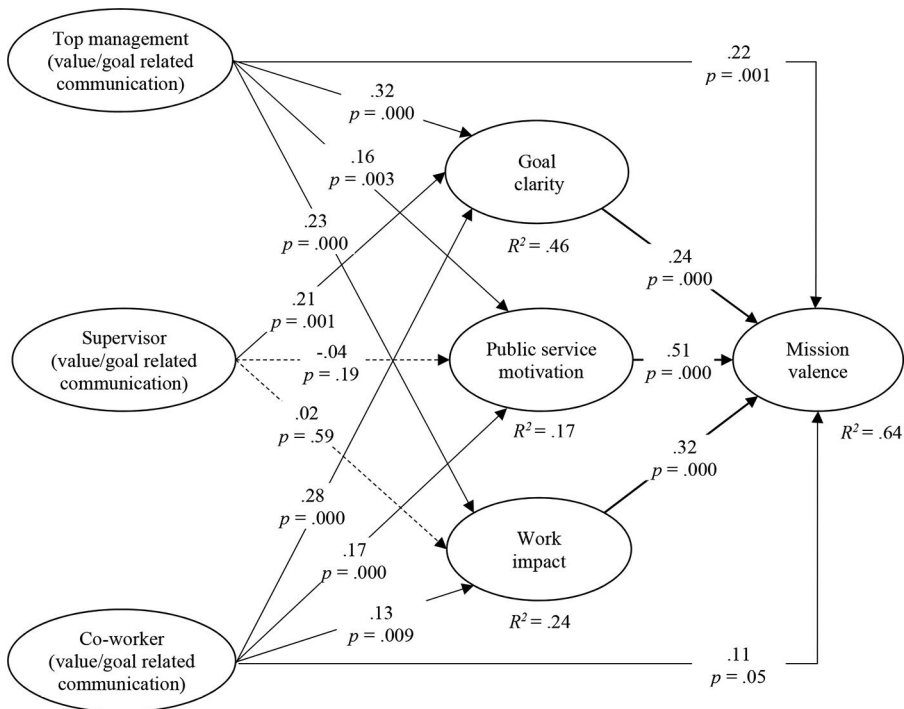 Top management
(value/goal related
communication)
.22
p = .001
.32
p = .000
.16
p = .003
Goal
clarity
.23
p = .000
R² = .46
.24
p = .000
.21
p = .001
Supervisor
(value/goal related
communication)
-.04
p = .19
Public service
motivation
.51
p = .000
Mission
valence
.02
p = .59
R² = .17
R² = .64
.32
p = .000
.28
p = .000
Work
impact
.17
p = .000
R² = .24
.13
p = .009
Co-worker
(value/goal related
communication)
.11
p = .05